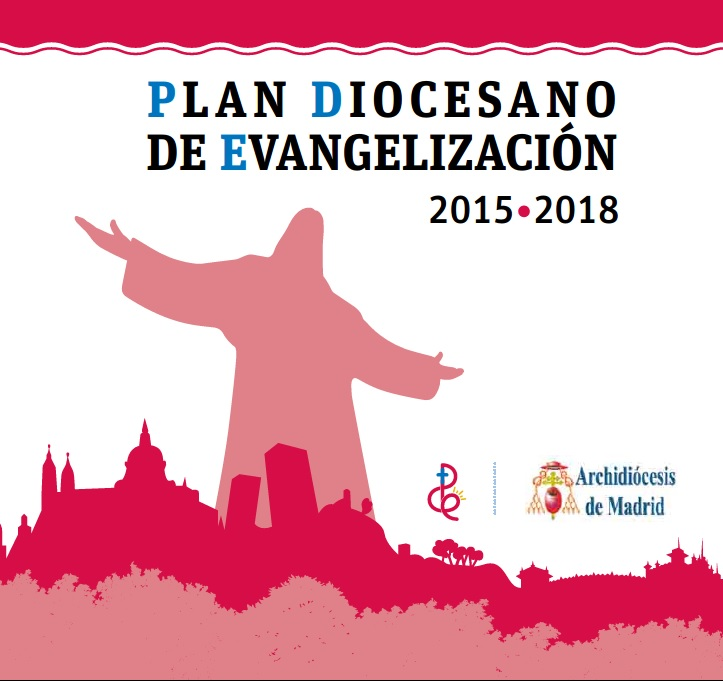 PLAN DIOCESANO
DE EVANGELIZACIÓN
2015•2018
Archidiócesis
de Madrid